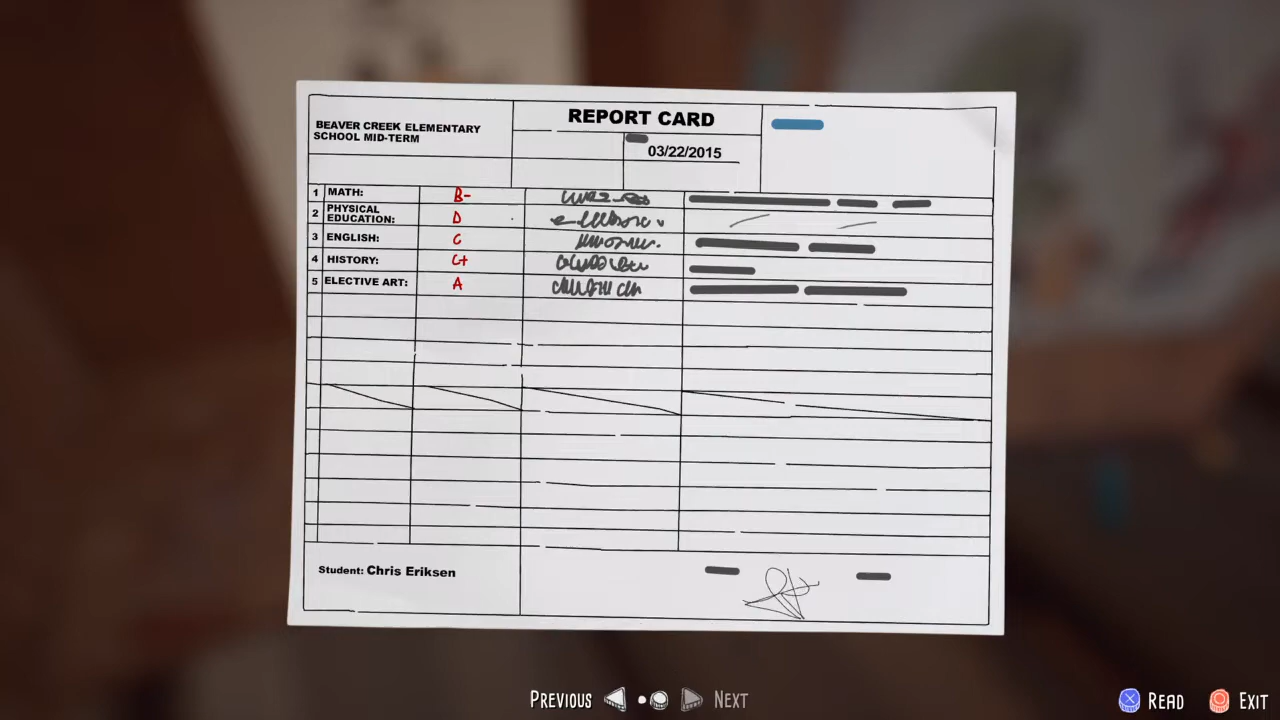 REPORT CARD
BEAVER CREEK ELEMENTARY
SCHOOL MID-TERM
03/22/2015
1 MATH: B-
2 PHYSICAL EDUCATION: D
3 ENGLISH: C
4 HISTORY: C+
5 ELECTIVE ART: A
Student: Chris Eriksen
PREVIOUS NEXT
READ EXIT